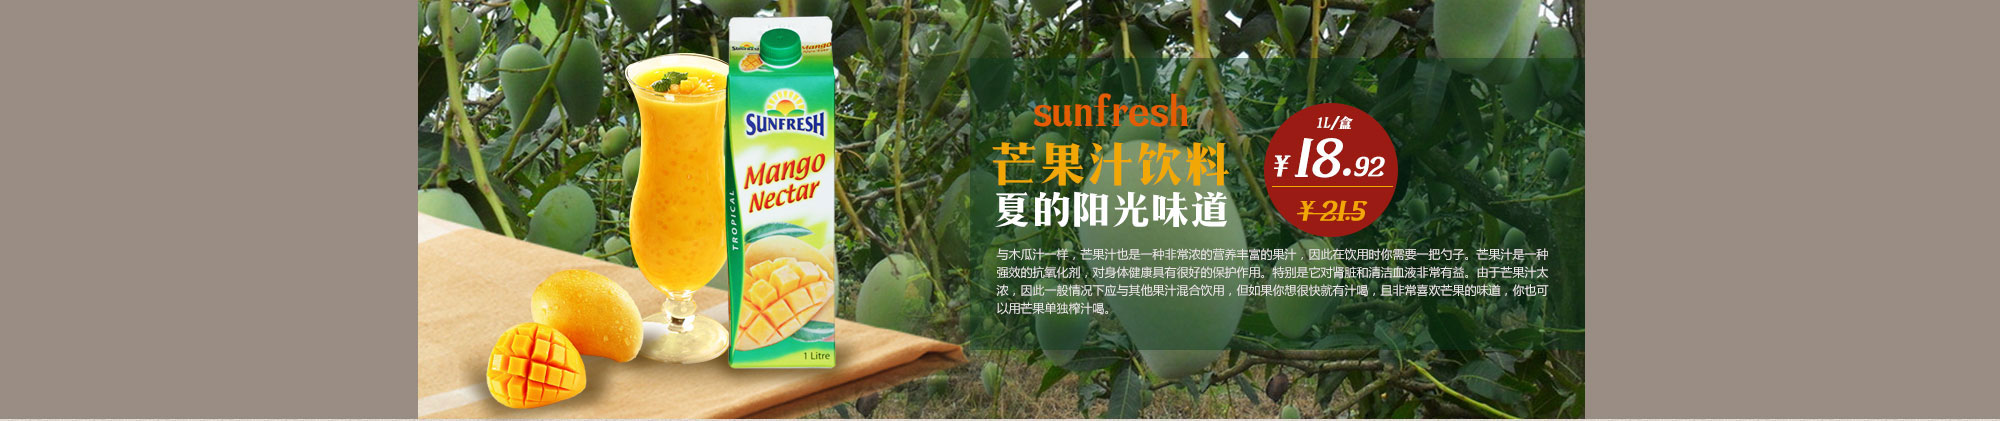 SUNFRESH
Mango
Nectar
TROPICAL
1 Litre
sunfresh
芒果汁饮料
夏的阳光味道
1L/盒
¥18.92
¥21.5
与木瓜汁一样，芒果汁也是一种非常浓的营养丰富的果汁，因此在饮用时你需要一把勺子。芒果汁是一种
强效的抗氧化剂，对身体健康具有很好的保护作用。特别是它对肾脏和清洁血液非常有益。由于芒果汁太
浓，因此一般情况下应与其他果汁混合饮用，但如果你想很快就有汁喝，且非常喜欢芒果的味道，你也可
以用芒果单独榨汁喝。